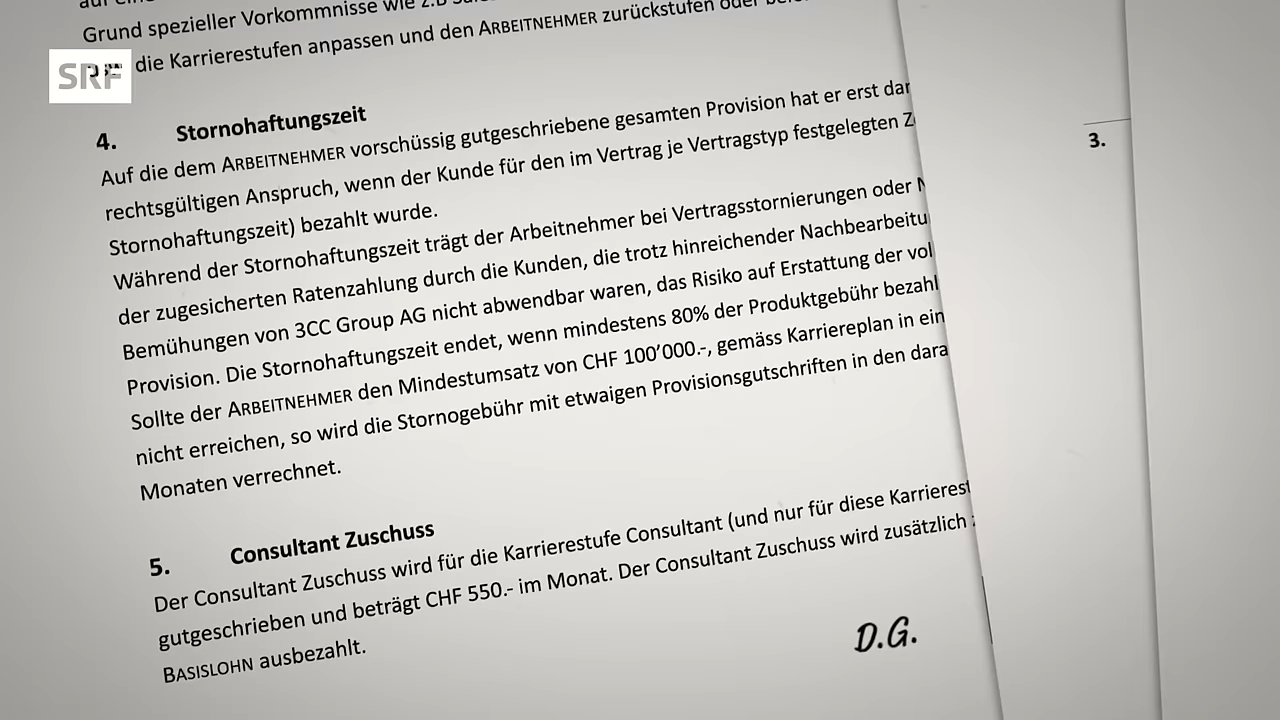 Grund spezieller Vorkommnisse wie z.B
die Karrierestufen anpassen und den ARBEITNEHMER zurückstufen oder
SRF
4. Stornohaftungszeit
Auf die dem ARBEITNEHMER vorschüssig gutgeschriebene gesamten Provision hat er erst
rechtsgültigen Anspruch, wenn der Kunde für den im Vertrag je Vertragstyp festgelegten
Stornohaftungszeit) bezahlt wurde.
Während der Stornohaftungszeit trägt der Arbeitnehmer bei Vertragsstornierungen oder
der zugesicherten Ratenzahlung durch die Kunden, die trotz hinreichender
Bemühungen von 3CC Group AG nicht abwendbar waren, das Risiko auf Erstattung der
Provision. Die Stornohaftungszeit endet, wenn mindestens 80% der Produktgebühr
Sollte der ARBEITNEHMER den Mindestumsatz von CHF 100’000.-, gemäss Karriereplan in
nicht erreichen, so wird die Stornogebühr mit etwaigen Provisionsgutschriften in den
Monaten verrechnet.
5. Consultant Zuschuss
Der Consultant Zuschuss wird für die Karrierestufe Consultant (und nur für diese
gutgeschrieben und beträgt CHF 550.- im Monat. Der Consultant Zuschuss wird zusätzlich
BASISLOHN ausbezahlt.
D.G.
3.